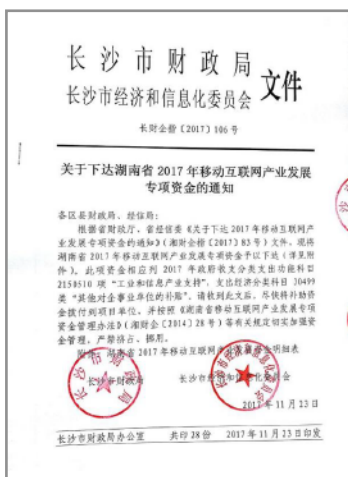 长沙市财政局
长沙市经济和信息化委员会
文件
长财企指〔2017〕106号
关于下达湖南省2017年移动互联网产业发展
专项资金的通知
各区县财政局、经信局：
根据省财政厅、省经信委《关于下达2017年移动互联网产
业发展专项资金的通知》（湘财企指〔2017〕83号）文件，现将
湖南省2017年移动互联网产业发展专项资金予以下达（详见附
件）。此项资金相应列2017年政府收支分类支出功能科目
2150510项“工业和信息产业支持”，支出经济分类科目30499
类“其他对企事业单位的补贴”。请收到此文后，尽快将补助资
金拨付到项目单位，并按照《湖南省移动互联网产业发展专项
资金管理办法》（湘财企〔2014〕28号）等有关规定切实加强资
金管理，严禁挤占、挪用。
附件：湖南省2017年移动互联网产业发展资金明细表
长沙市财政局
长沙市经济和信息化委员会
2017年11月23日
长沙市财政局办公室
共印28份
2017年11月23日印发